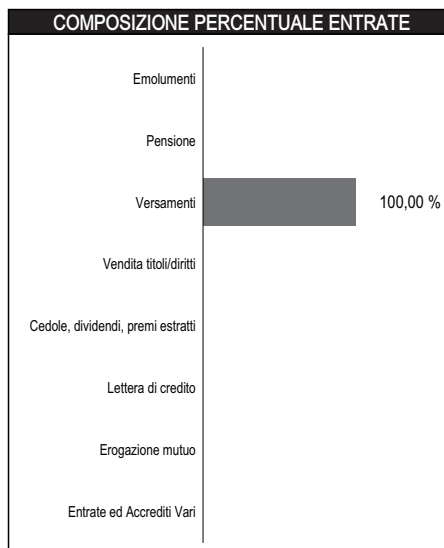 COMPOSIZIONE PERCENTUALE ENTRATE
Emolumenti
Pensione
Versamenti
100,00 %
Vendita titoli/diritti
Cedole, dividendi, premi estratti
Lettera di credito
Erogazione mutuo
Entrate ed Accrediti Vari